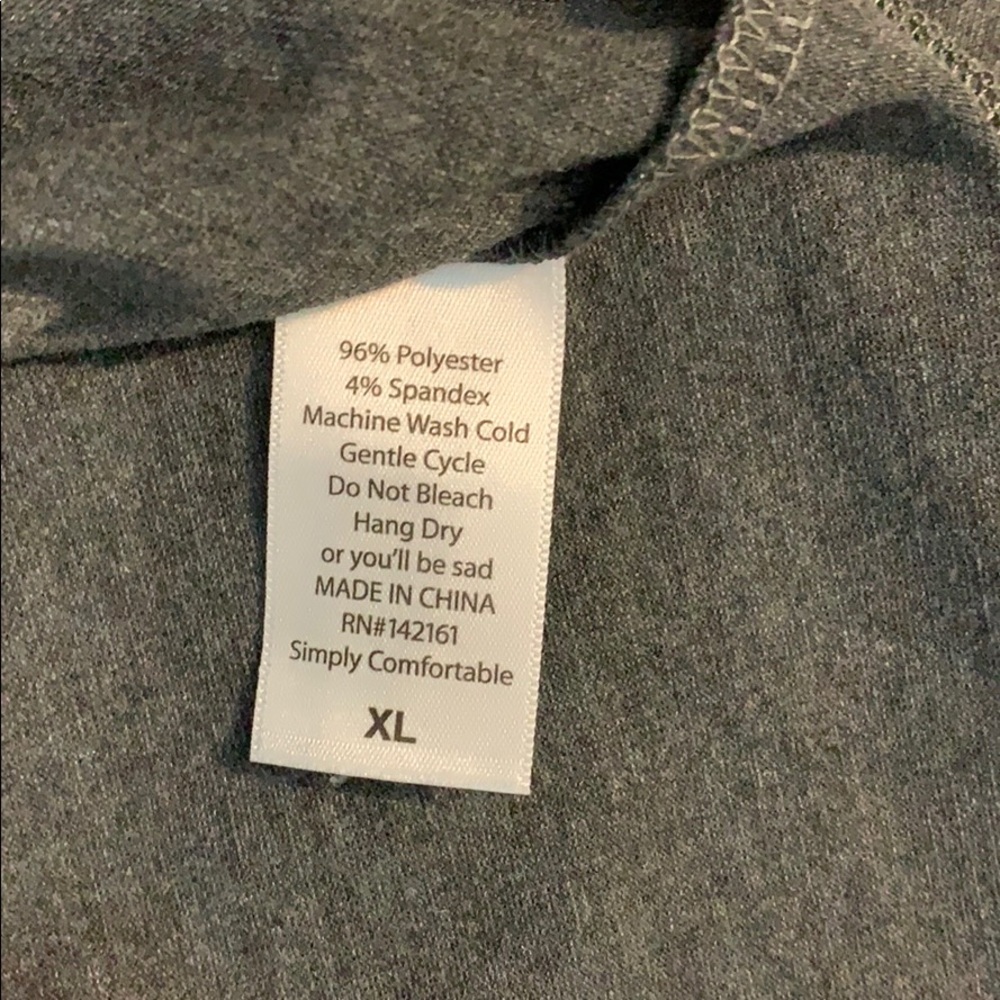 96% Polyester
4% Spandex
Machine Wash Cold
Gentle Cycle
Do Not Bleach
Hang Dry
or you'll be sad
MADE IN CHINA
RN#142161
Simply Comfortable
XL